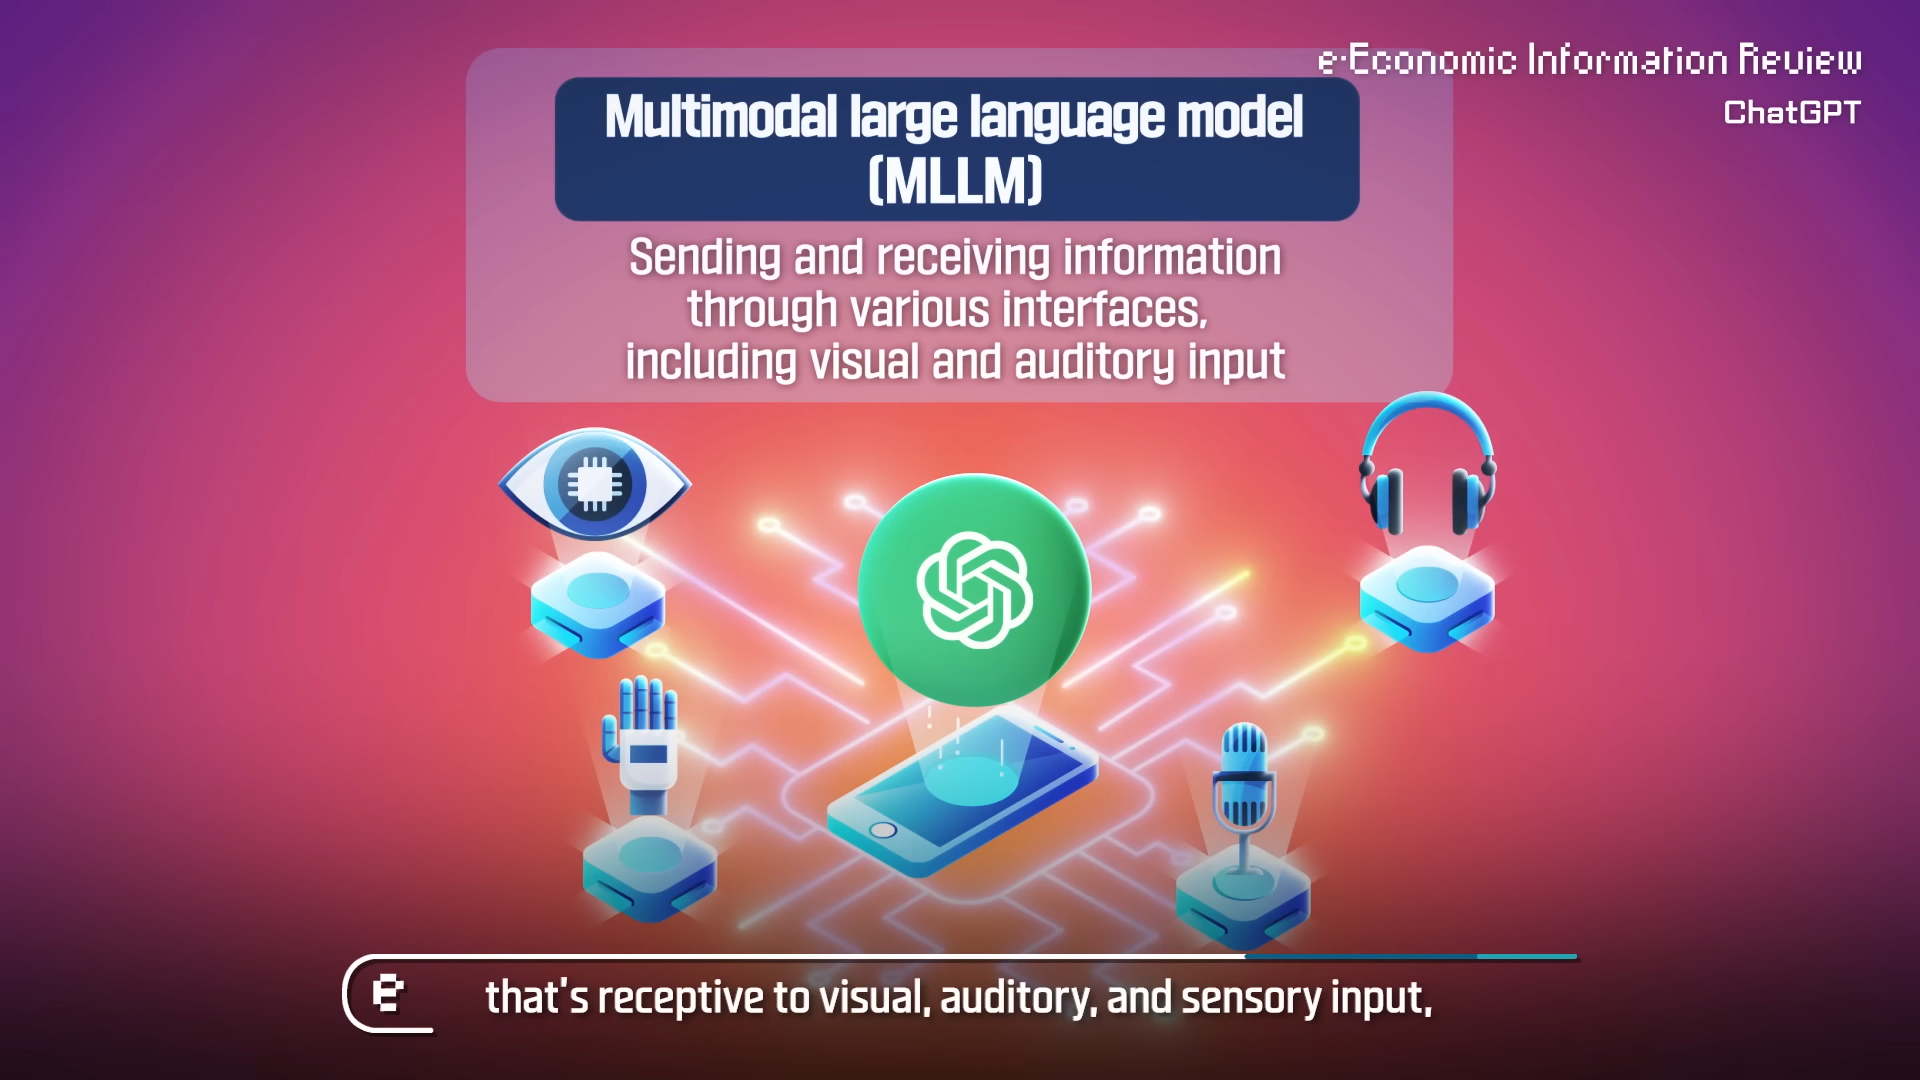 e·Economic Information Review
ChatGPT
Multimodal large language model
(MLLM)
Sending and receiving information
through various interfaces,
including visual and auditory input
e
that's receptive to visual, auditory, and sensory input,